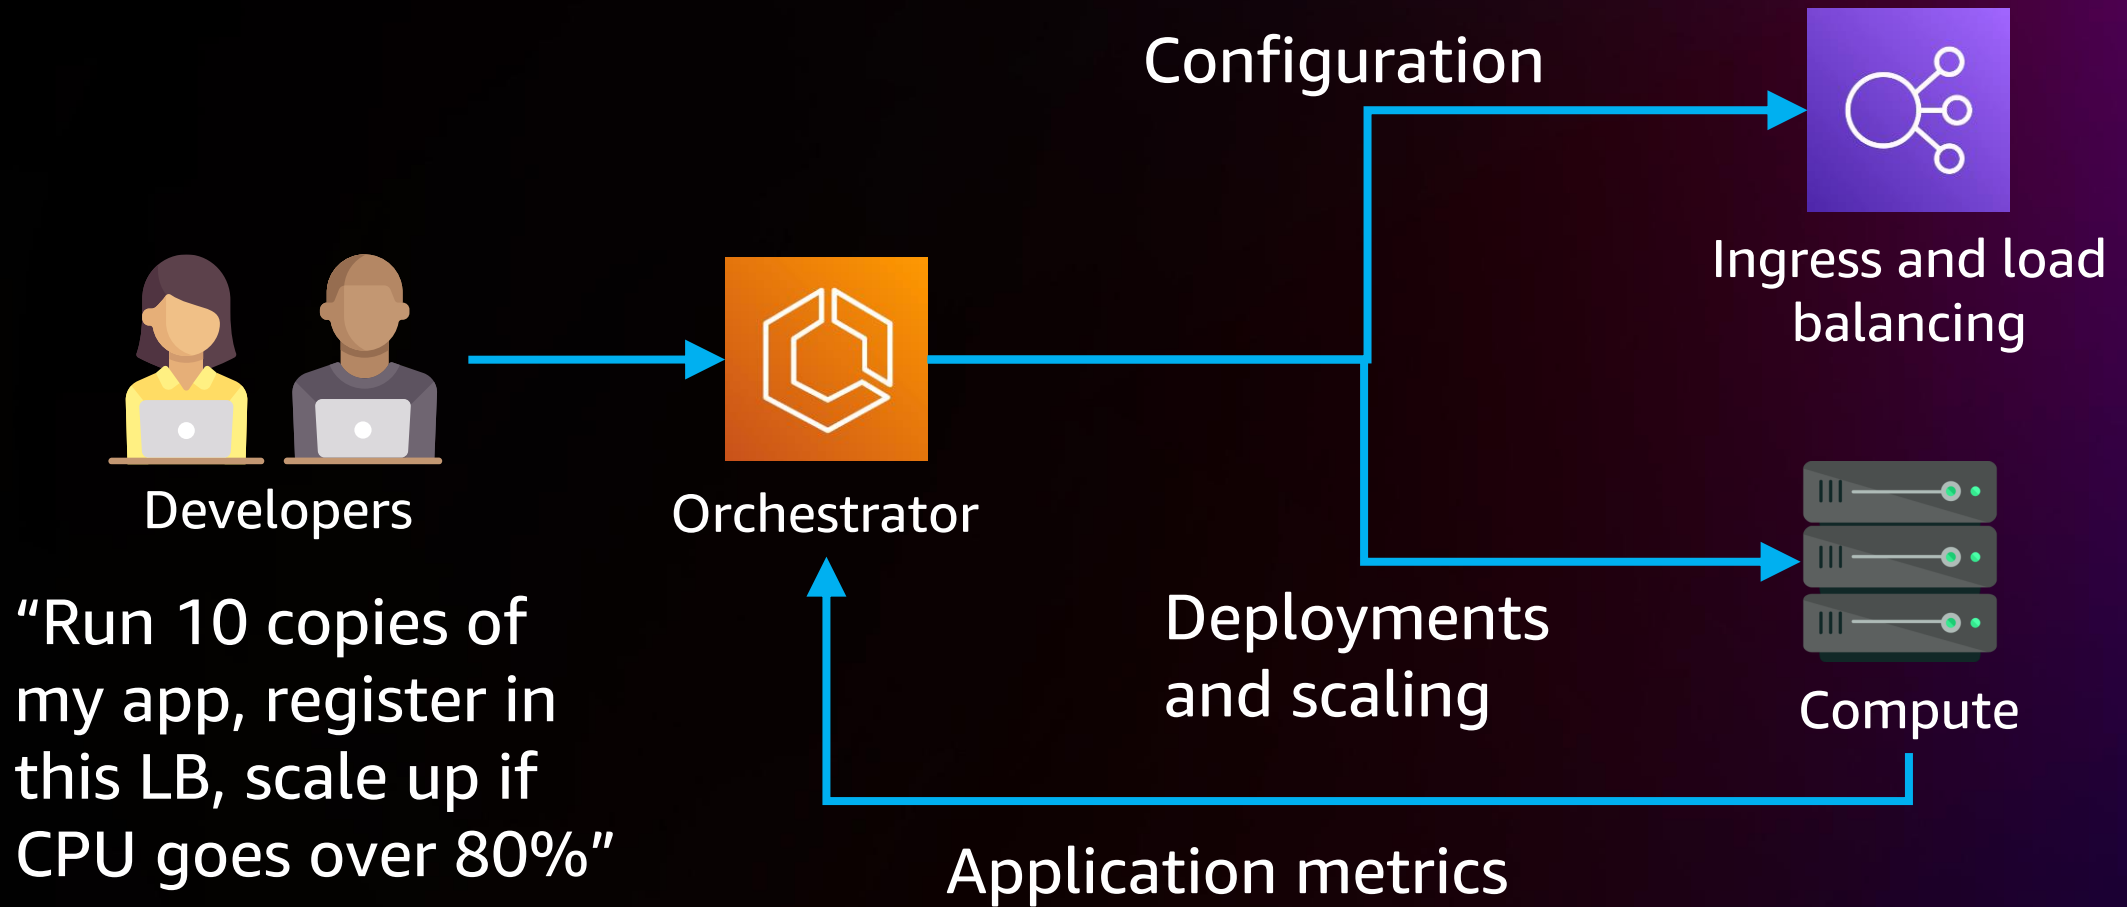 Configuration
Ingress and load
balancing
Developers
Orchestrator
“Run 10 copies of
my app, register in
this LB, scale up if
CPU goes over 80%”
Deployments
and scaling
Compute
Application metrics